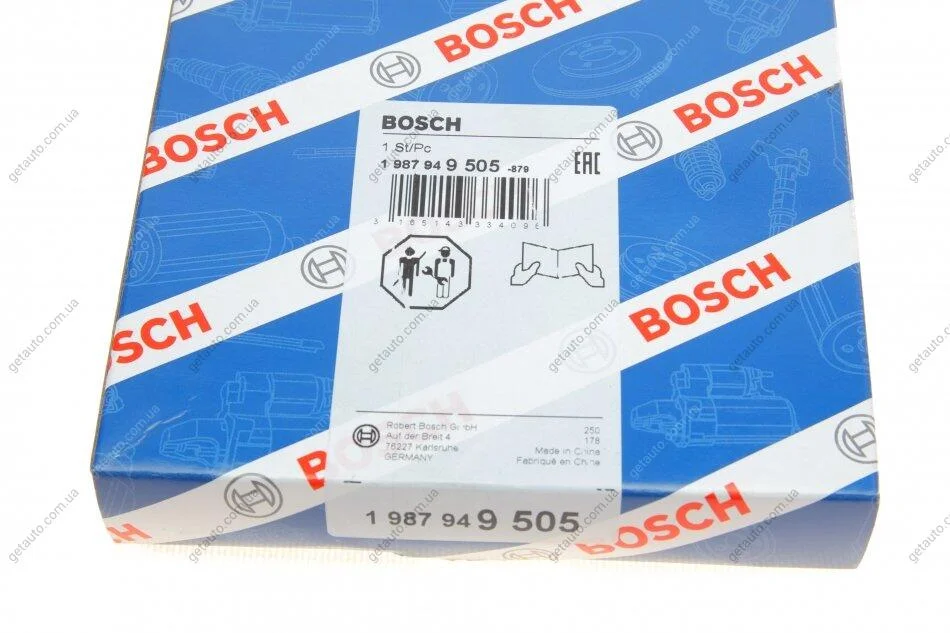 BOSCH
BOSCH
BOSCH
BOSCH
1 St/Pc
1 987 94 9 505 -879
EAC
3 165143 334096
BOSCH
BOSCH
Robert Bosch GmbH
Auf der Breit 4
76227 Karlsruhe
GERMANY
250
178
Made in China
Fabriqué en Chine
1 987 94 9 505
BOSCH
BOSCH
getauto.com.ua